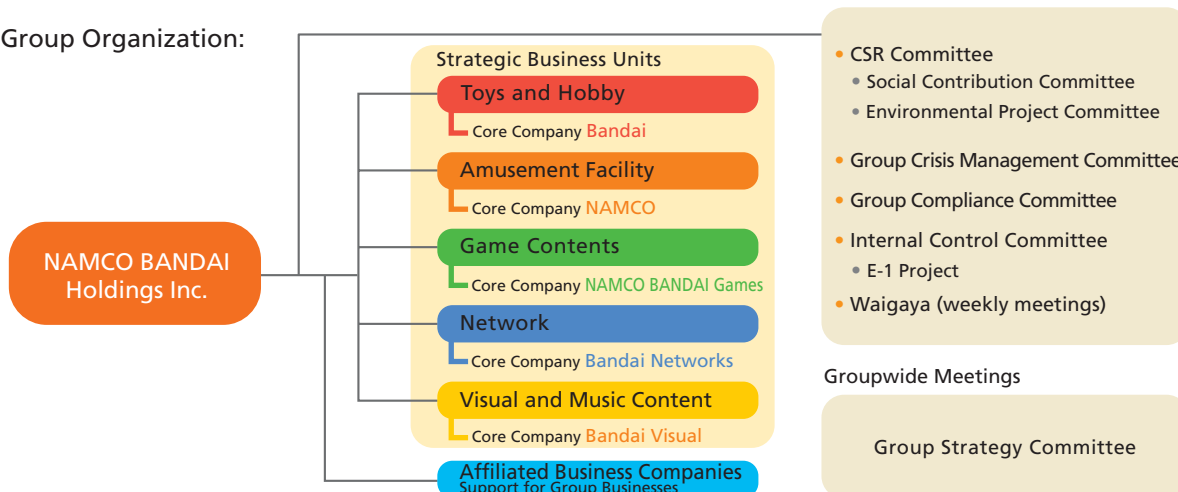 Group Organization:
NAMCO BANDAI
Holdings Inc.
Strategic Business Units
Toys and Hobby
Core Company Bandai
Amusement Facility
Core Company NAMCO
Game Contents
Core Company NAMCO BANDAI Games
Network
Core Company Bandai Networks
Visual and Music Content
Core Company Bandai Visual
Affiliated Business Companies
Support for Group Businesses
• CSR Committee
• Social Contribution Committee
• Environmental Project Committee
• Group Crisis Management Committee
• Group Compliance Committee
• Internal Control Committee
• E-1 Project
• Waigaya (weekly meetings)
Groupwide Meetings
Group Strategy Committee